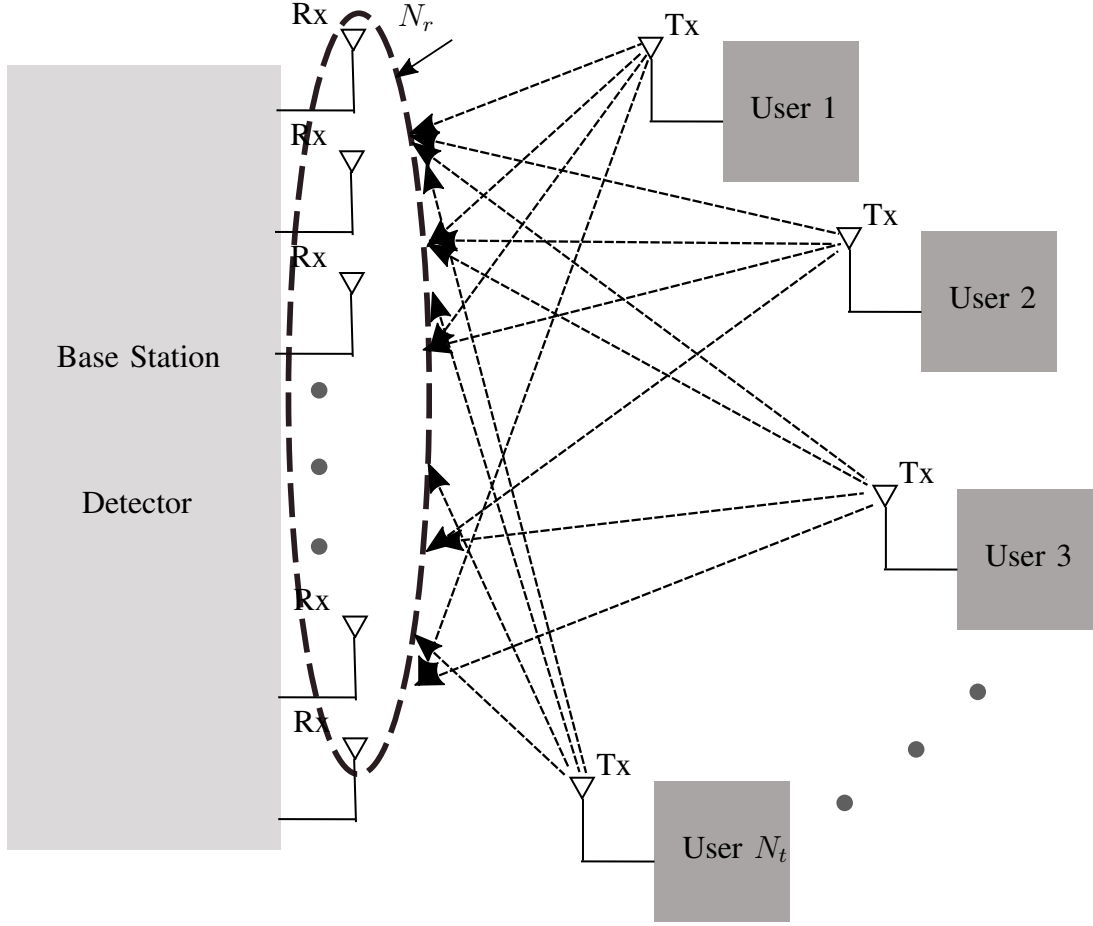 Rx
N_r
Tx
User 1
Rx
Tx
Rx
User 2
Base Station
Detector
Tx
User 3
Rx
Rx
Tx
User N_t